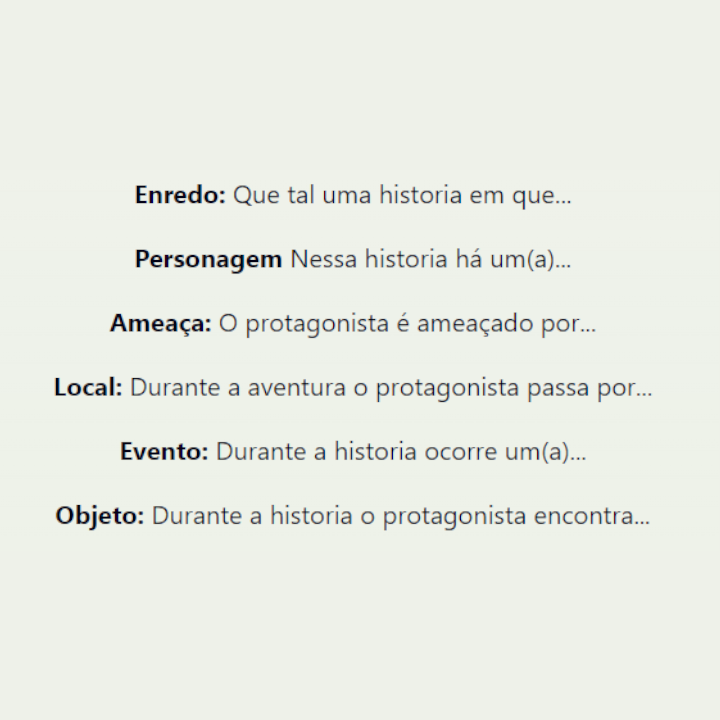 Enredo: Que tal uma historia em que...
Personagem Nessa historia há um(a)...
Ameaça: O protagonista é ameaçado por...
Local: Durante a aventura o protagonista passa por...
Evento: Durante a historia ocorre um(a)...
Objeto: Durante a historia o protagonista encontra...